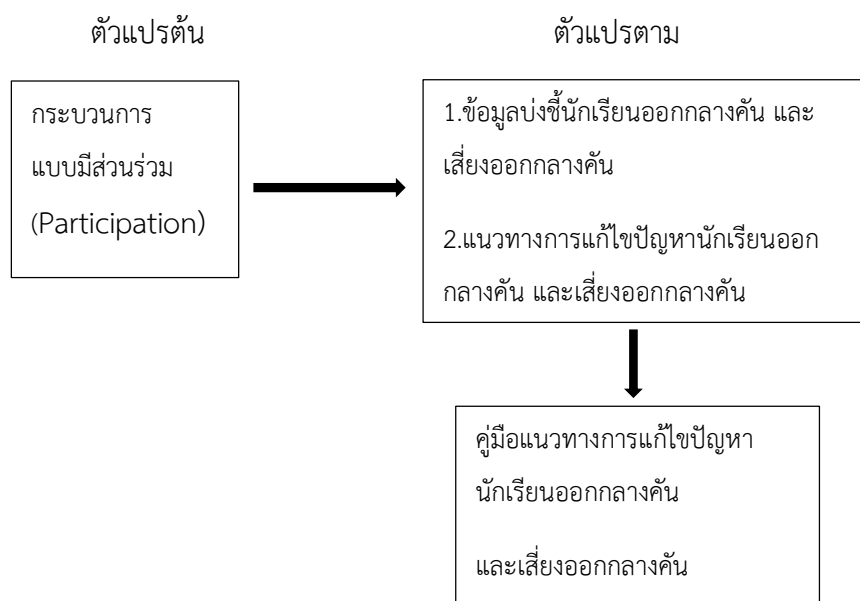 ตัวแปรต้น
ตัวแปรตาม
กระบวนการ
แบบมีส่วนร่วม
(Participation)
1.ข้อมูลบ่งชี้นักเรียนออกกลางคัน และ
เสี่ยงออกกลางคัน
2.แนวทางการแก้ไขปัญหานักเรียนออก
กลางคัน และเสี่ยงออกกลางคัน
คู่มือแนวทางการแก้ไขปัญหา
นักเรียนออกกลางคัน
และเสี่ยงออกกลางคัน